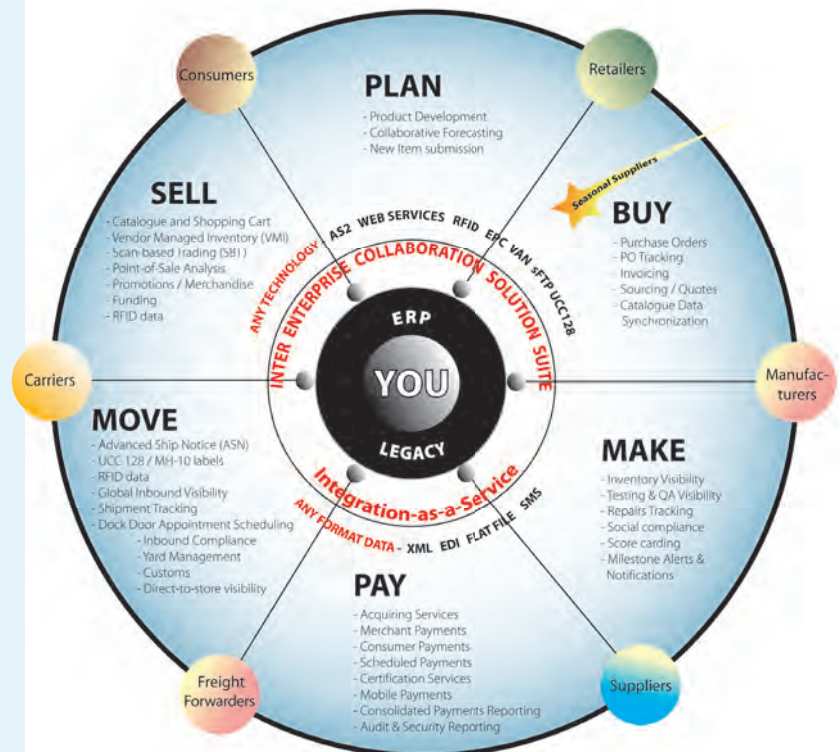 Consumers
Retailers
PLAN
- Product Development
- Collaborative Forecasting
- New Item submission
Seasonal Suppliers
SELL
- Catalogue and Shopping Cart
- Vendor Managed Inventory (VMI)
- Scan-based Trading (SBT)
- Point-of-Sale Analysis
- Promotions / Merchandise
- Funding
- RFID data
BUY
- Purchase Orders
- PO Tracking
- Invoicing
- Sourcing / Quotes
- Catalogue Data
Synchronization
ANY TECHNOLOGY - AS2 WEB SERVICES RFID EPC VAN sFTP UCC128
INTER ENTERPRISE COLLABORATION SOLUTION SUITE
ERP
YOU
LEGACY
Integration-as-a-Service
ANY FORMAT DATA - XML EDI FLAT FILE SMS
Carriers
Manufac-
turers
MOVE
- Advanced Ship Notice (ASN)
- UCC 128 / MH-10 labels
- RFID data
- Global Inbound Visibility
- Shipment Tracking
- Dock Door Appointment Scheduling
- Inbound Compliance
- Yard Management
- Customs
- Direct-to-store visibility
MAKE
- Inventory Visibility
- Testing & QA Visibility
- Repairs Tracking
- Social compliance
- Score carding
- Milestone Alerts &
Notifications
PAY
- Acquiring Services
- Merchant Payments
- Consumer Payments
- Scheduled Payments
- Certification Services
- Mobile Payments
- Consolidated Payments Reporting
- Audit & Security Reporting
Freight
Forwarders
Suppliers